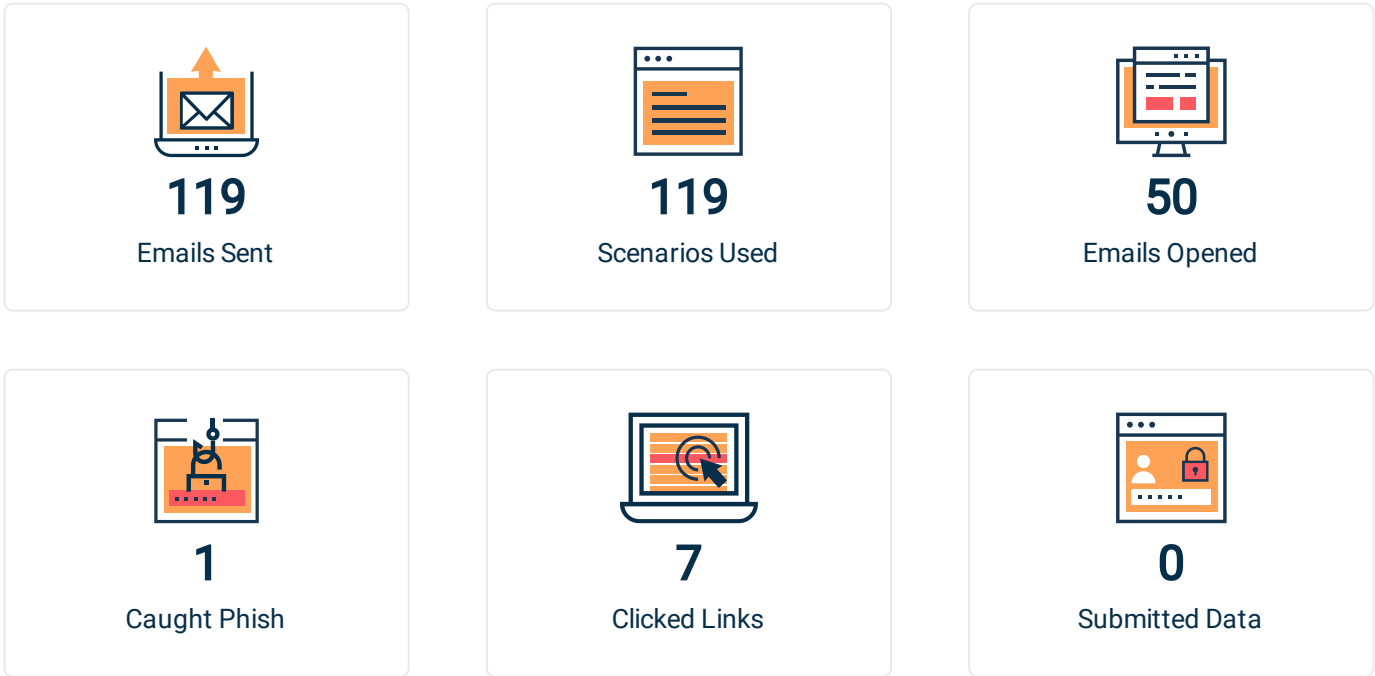 119
Emails Sent
119
Scenarios Used
50
Emails Opened
1
Caught Phish
7
Clicked Links
0
Submitted Data